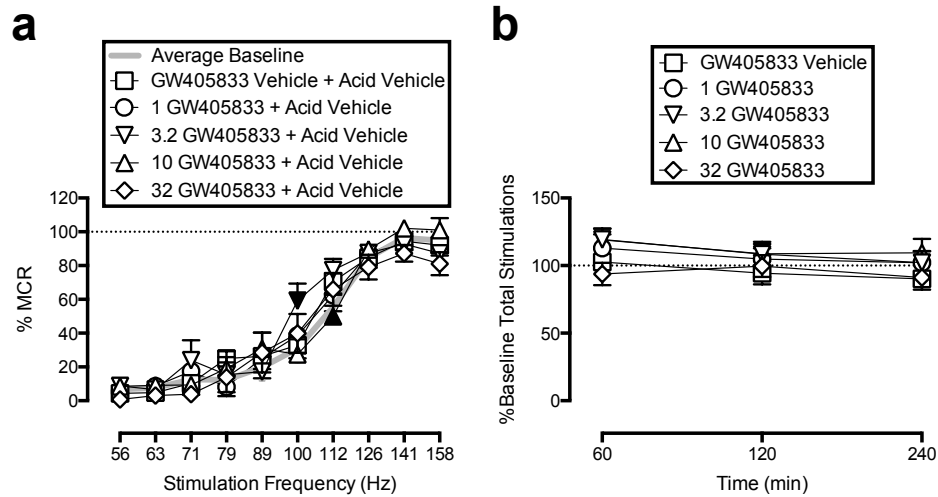 a
Average Baseline
GW405833 Vehicle + Acid Vehicle
1 GW405833 + Acid Vehicle
3.2 GW405833 + Acid Vehicle
10 GW405833 + Acid Vehicle
32 GW405833 + Acid Vehicle
% MCR
120
100
80
60
40
20
0
56 63 71 79 89 100 112 126 141 158
Stimulation Frequency (Hz)
b
GW405833 Vehicle
1 GW405833
3.2 GW405833
10 GW405833
32 GW405833
%Baseline Total Stimulations
150
100
50
0
60 120 240
Time (min)